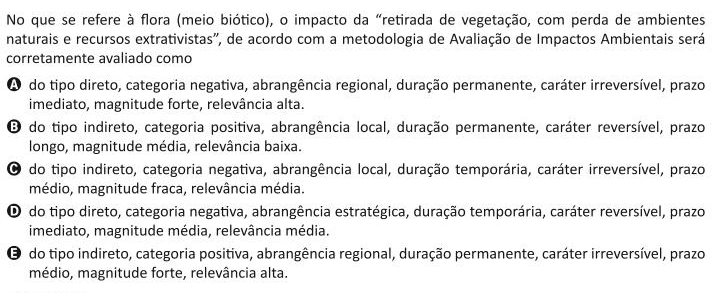 No que se refere à flora (meio biótico), o impacto da “retirada de vegetação, com perda de ambientes
naturais e recursos extrativistas”, de acordo com a metodologia de Avaliação de Impactos Ambientais será
corretamente avaliado como
A do tipo direto, categoria negativa, abrangência regional, duração permanente, caráter irreversível, prazo
imediato, magnitude forte, relevância alta.
B do tipo indireto, categoria positiva, abrangência local, duração permanente, caráter reversível, prazo
longo, magnitude média, relevância baixa.
C do tipo indireto, categoria negativa, abrangência local, duração temporária, caráter irreversível, prazo
médio, magnitude fraca, relevância média.
D do tipo direto, categoria negativa, abrangência estratégica, duração temporária, caráter reversível, prazo
imediato, magnitude média, relevância média.
E do tipo indireto, categoria positiva, abrangência regional, duração permanente, caráter irreversível, prazo
médio, magnitude forte, relevância alta.